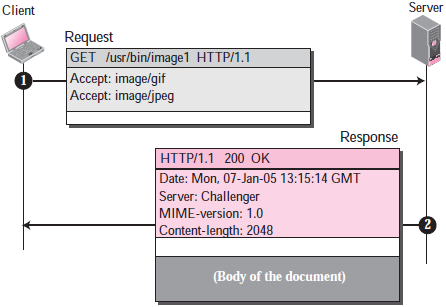 Client
Server
Request
GET /usr/bin/image1 HTTP/1.1
1
Accept: image/gif
Accept: image/jpeg
Response
HTTP/1.1 200 OK
Date: Mon, 07-Jan-05 13:15:14 GMT
Server: Challenger
MIME-version: 1.0
Content-length: 2048
2
(Body of the document)